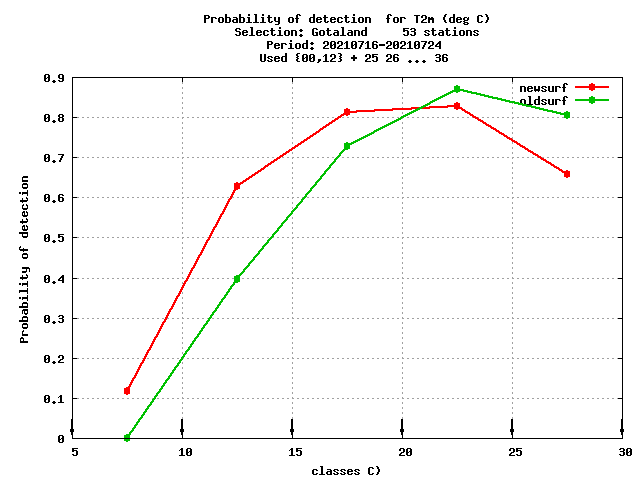 Probability of detection  for T2m (deg C)
Selection: Gotaland     53 stations
Period: 20210716-20210724
Used {00,12} + 25 26 ... 36
newsurf
oldsurf
0.9
0.8
0.7
0.6
0.5
0.4
0.3
0.2
0.1
0
Probability of detection
5 10 15 20 25 30
classes C)